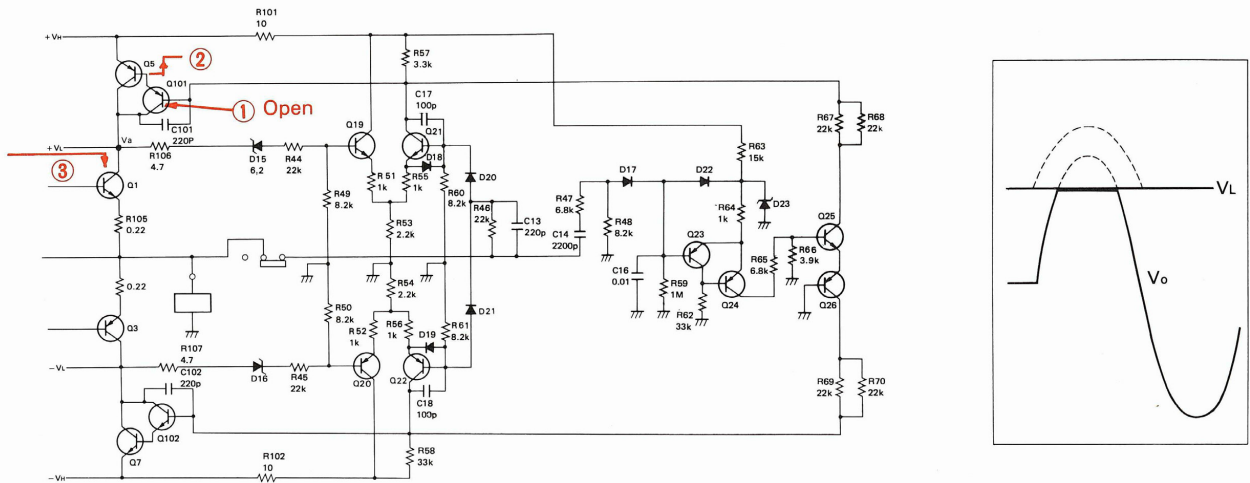 R101
10
+VH
Q5
②
Q101
① Open
C101
220P
+VL
Va
R106
4.7
D15
6,2
R44
22k
③
Q1
R105
0.22
0.22
Q3
-VL
R107
4.7
C102
220p
D16
R45
22k
Q102
Q7
-VH
R102
10
Q19
R49
8.2k
R50
8.2k
Q20
R57
3.3k
C17
100p
Q21
D18
R51
1k
R55
1k
R60
8.2k
R53
2.2k
R54
2.2k
R52
1k
R56
1k
D19
R61
8.2k
Q22
C18
100p
R58
33k
D20
R46
22k
C13
220p
D21
R47
6.8k
C14
2200p
D17
R48
8.2k
D22
R63
15k
R64
1k
D23
Q23
C16
0.01
R59
1M
R62
33k
Q24
R65
6.8k
R66
3.9k
Q25
Q26
R67
22k
R68
22k
R69
22k
R70
22k
VL
Vo